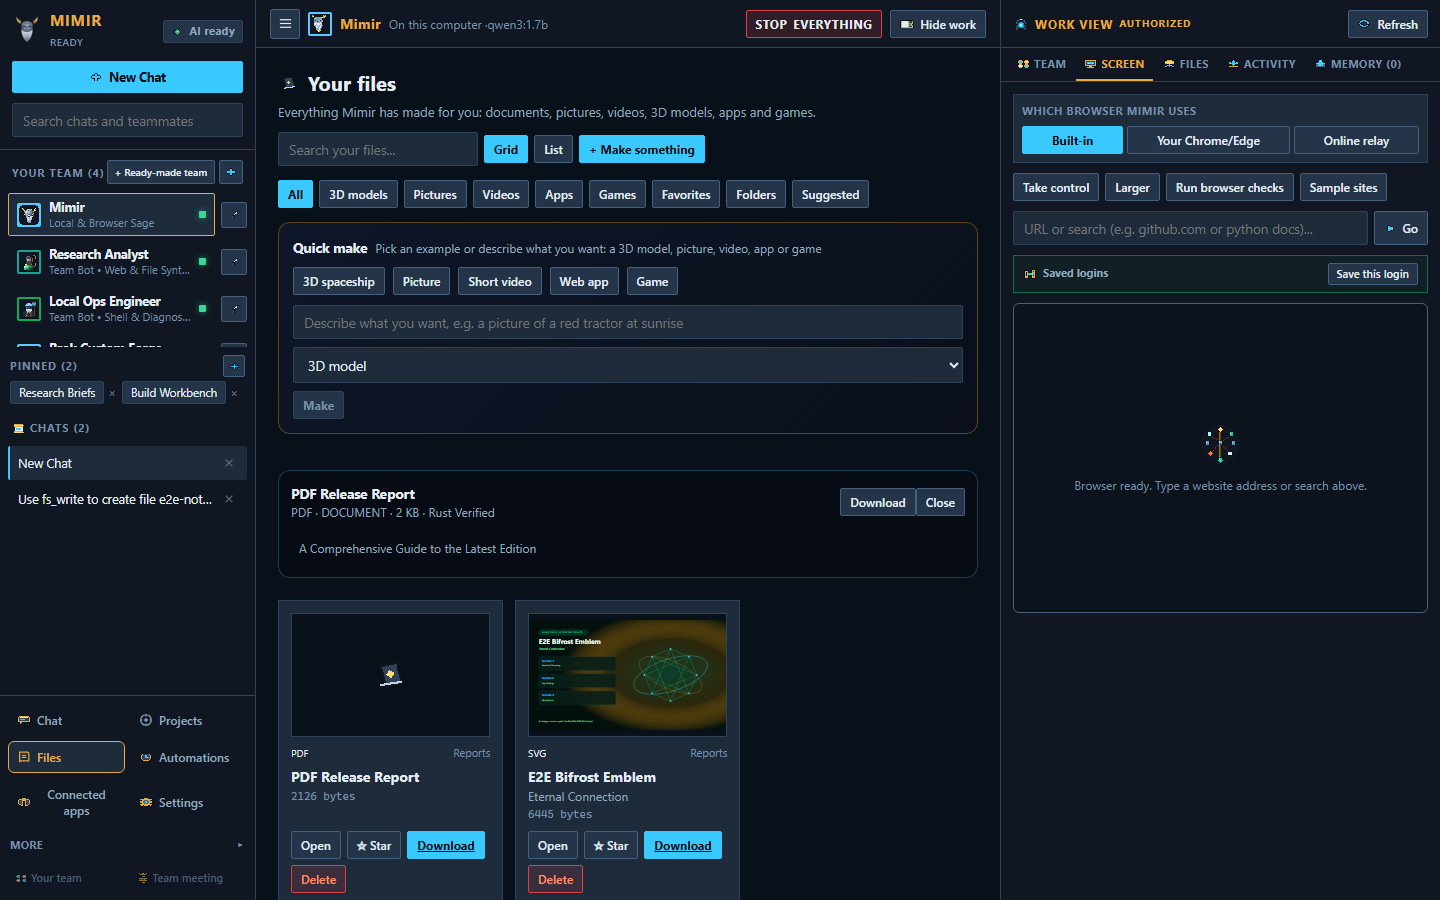 MIMIR
READY
AI ready
New Chat
Search chats and teammates
YOUR TEAM (4)
+ Ready-made team
+
Mimir
Local & Browser Sage
Research Analyst
Team Bot • Web & File Synt...
Local Ops Engineer
Team Bot • Shell & Diagnos...
PINNED (2)
+
Research Briefs ×
Build Workbench ×
CHATS (2)
New Chat ×
Use fs_write to create file e2e-not... ×
Chat
Projects
Files
Automations
Connected apps
Settings
MORE
Your team
Team meeting
Mimir On this computer ·qwen3:1.7b
STOP EVERYTHING
Hide work
Your files
Everything Mimir has made for you: documents, pictures, videos, 3D models, apps and games.
Search your files...
Grid
List
+ Make something
All
3D models
Pictures
Videos
Apps
Games
Favorites
Folders
Suggested
Quick make Pick an example or describe what you want: a 3D model, picture, video, app or game
3D spaceship
Picture
Short video
Web app
Game
Describe what you want, e.g. a picture of a red tractor at sunrise
3D model
Make
PDF Release Report
PDF · DOCUMENT · 2 KB · Rust Verified
Download
Close
A Comprehensive Guide to the Latest Edition
PDF Reports
PDF Release Report
2126 bytes
Open
☆ Star
Download
Delete
E2E Bifrost Emblem
SVG Reports
E2E Bifrost Emblem
Eternal Connection
6445 bytes
Open
☆ Star
Download
Delete
WORK VIEW AUTHORIZED
Refresh
TEAM
SCREEN
FILES
ACTIVITY
MEMORY (0)
WHICH BROWSER MIMIR USES
Built-in
Your Chrome/Edge
Online relay
Take control
Larger
Run browser checks
Sample sites
URL or search (e.g. github.com or python docs)...
Go
Saved logins
Save this login
Browser ready. Type a website address or search above.